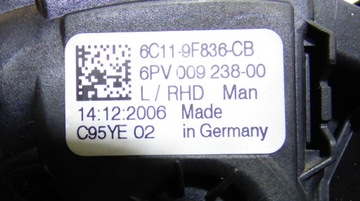 6C11-9F836-CB
6PV 009 238-00
L / RHD Man
14:12:2006 Made
C95YE 02 in Germany